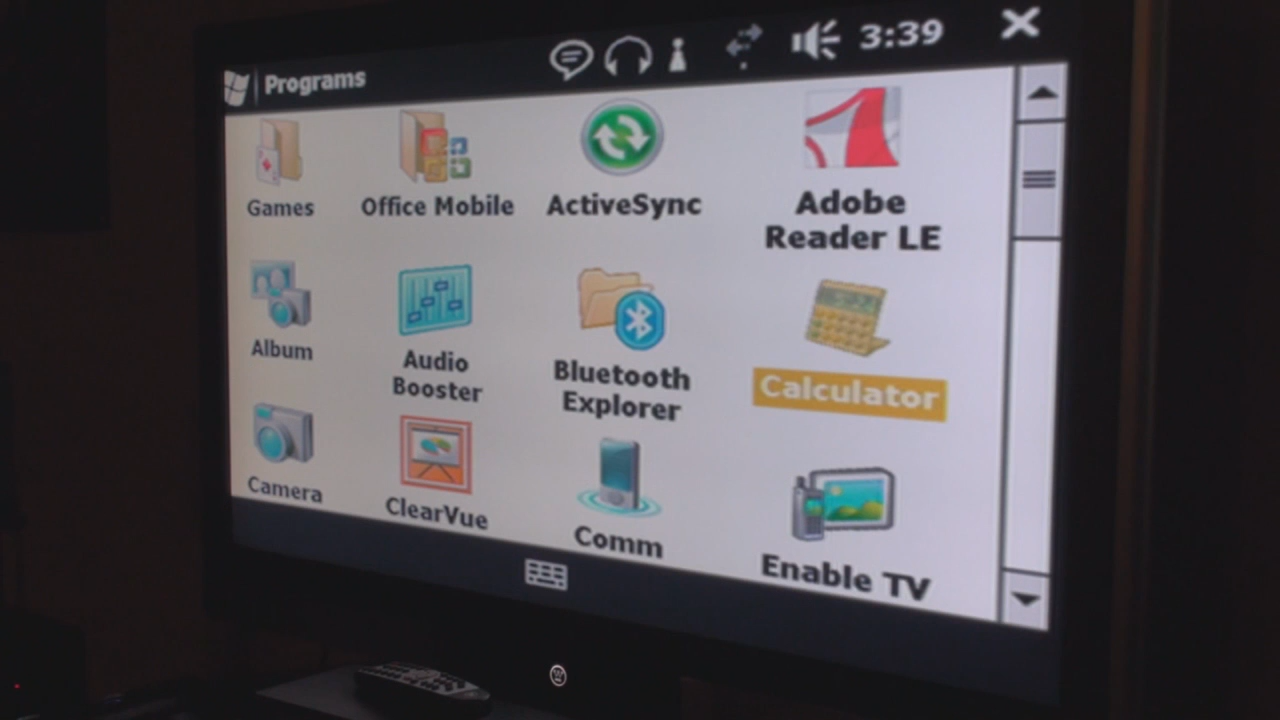 Programs
3:39
Games
Office Mobile
ActiveSync
Adobe
Reader LE
Album
Audio
Booster
Bluetooth
Explorer
Calculator
Camera
ClearVue
Comm
Enable TV
W